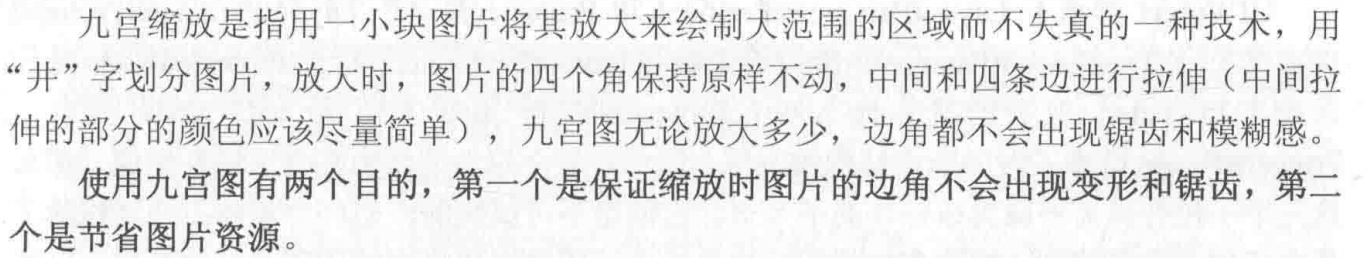 九宫缩放是指用一小块图片将其放大来绘制大范围的区域而不失真的一种技术，用
“井”字划分图片，放大时，图片的四个角保持原样不动，中间和四条边进行拉伸（中间拉
伸的部分的颜色应该尽量简单），九宫图无论放大多少，边角都不会出现锯齿和模糊感。
使用九宫图有两个目的，第一个是保证缩放时图片的边角不会出现变形和锯齿，第二
个是节省图片资源。